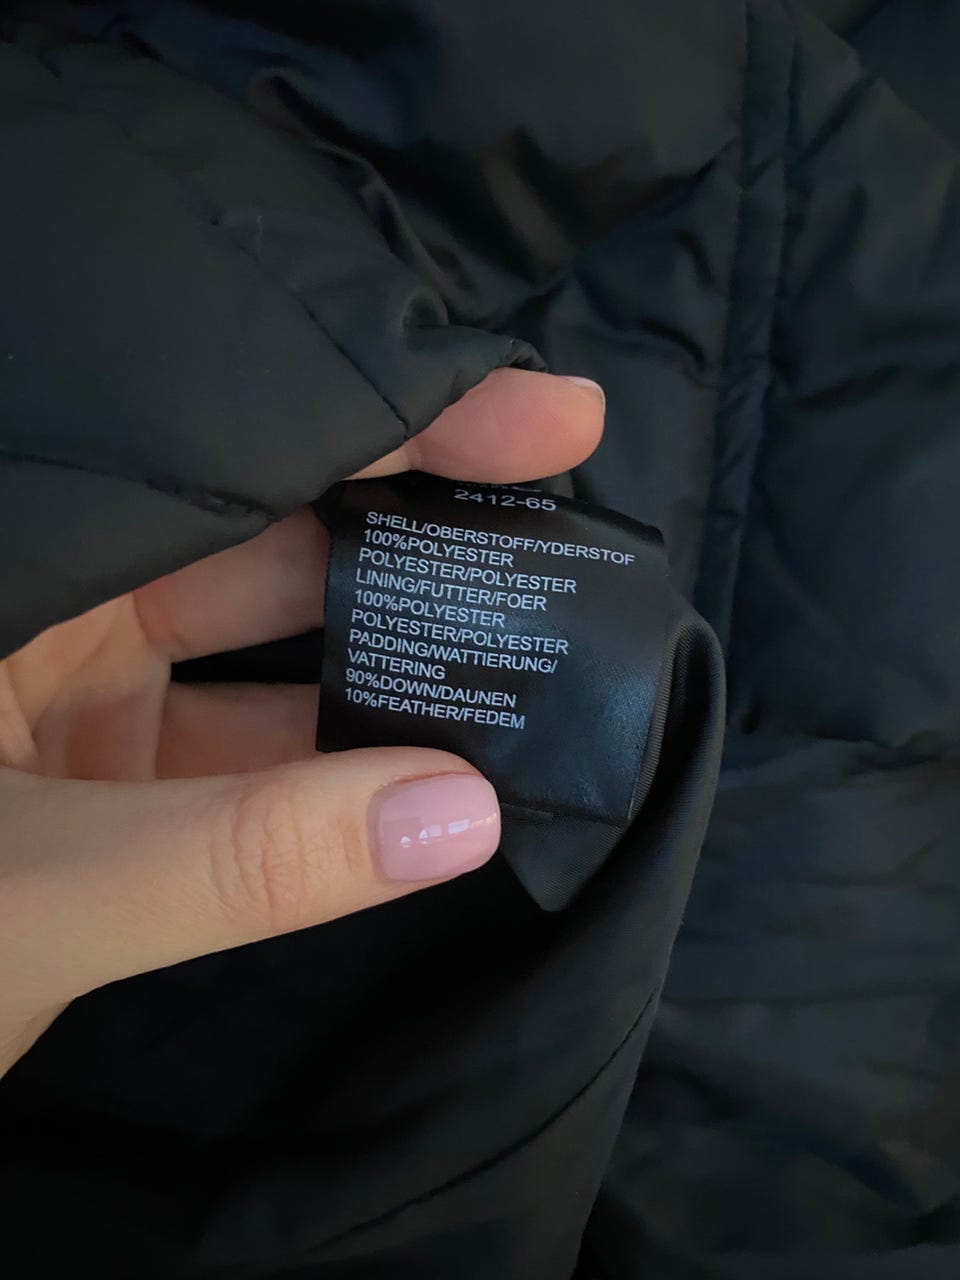 2412-65
SHELL/OBERSTOFF/YDERSTOF
100%POLYESTER
POLYESTER/POLYESTER
LINING/FUTTER/FOER
100%POLYESTER
POLYESTER/POLYESTER
PADDING/WATTIERUNG/
VATTERING
90%DOWN/DAUNEN
10%FEATHER/FEDEM